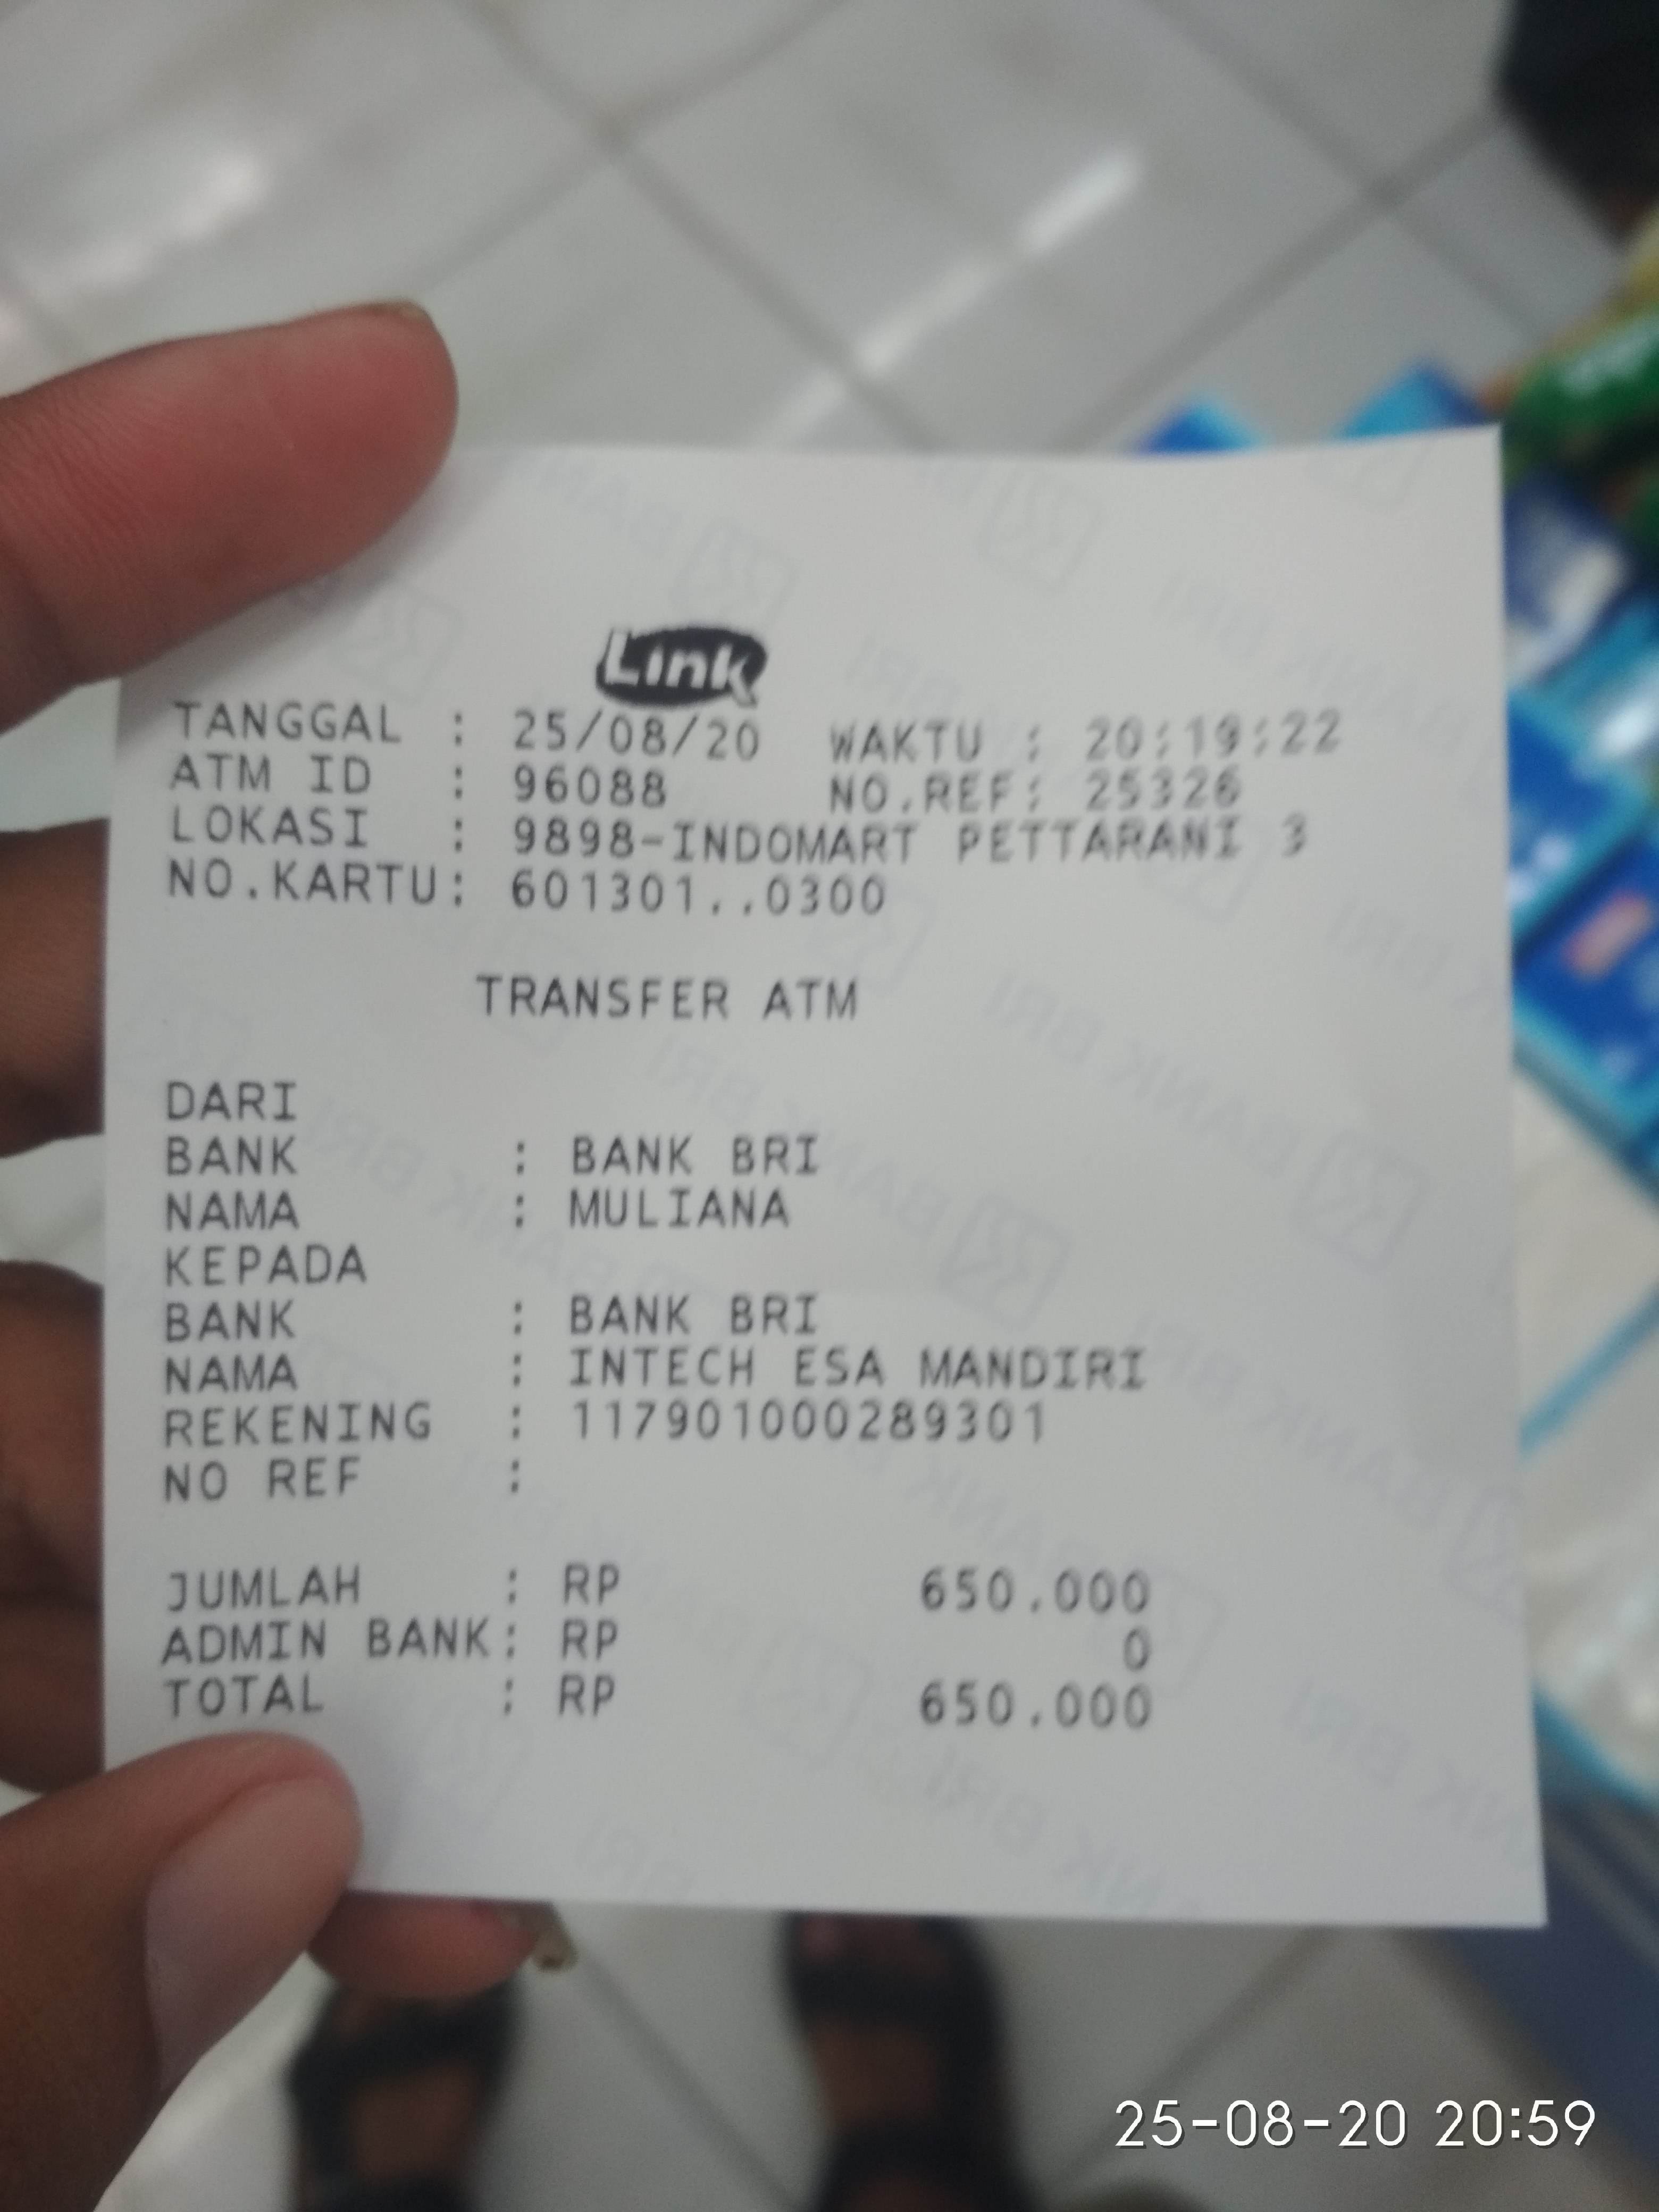 Link
TANGGAL : 25/08/20 WAKTU : 20:19:22
ATM ID : 96088 NO.REF: 25326
LOKASI : 9898-INDOMART PETTARANI 3
NO.KARTU: 601301..0300
TRANSFER ATM
DARI
BANK : BANK BRI
NAMA : MULIANA
KEPADA
BANK : BANK BRI
NAMA : INTECH ESA MANDIRI
REKENING : 117901000289301
NO REF :
JUMLAH : RP 650.000
ADMIN BANK: RP 0
TOTAL : RP 650.000
25-08-20 20:59